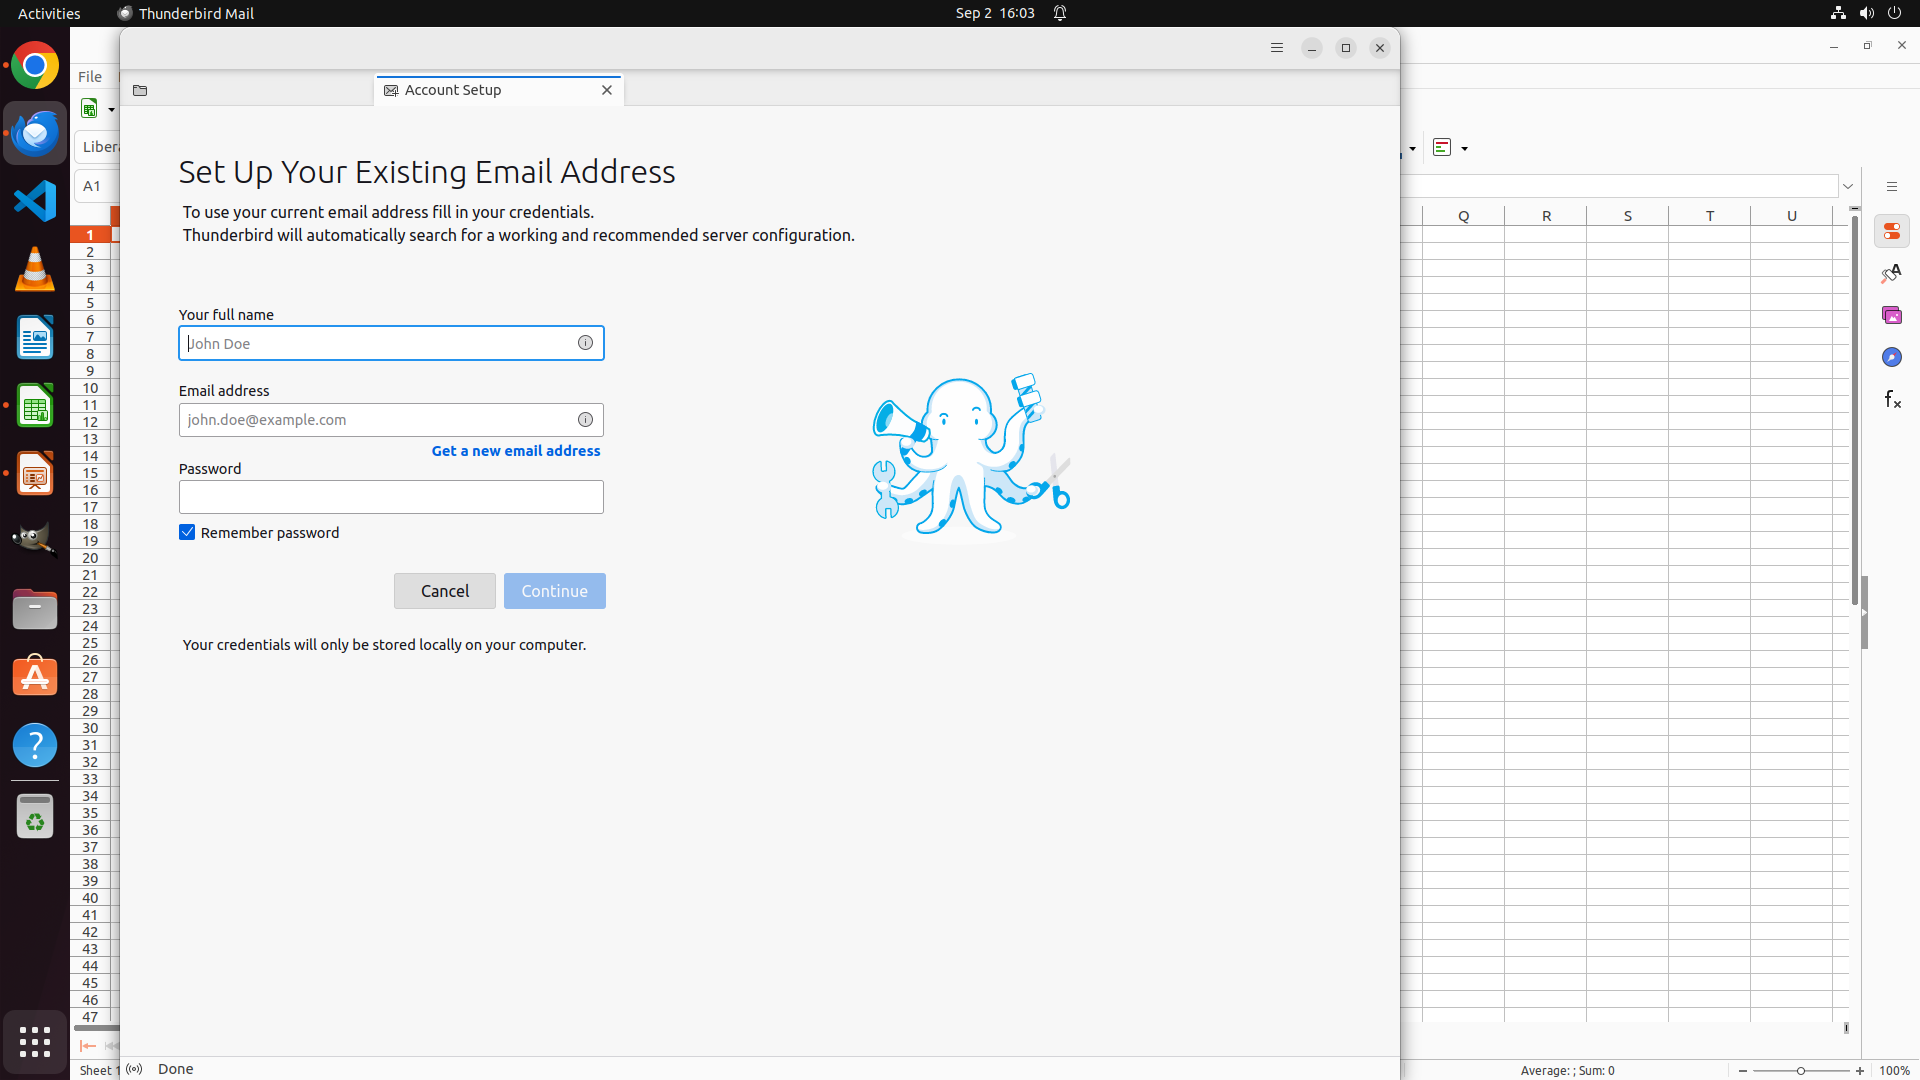 Activities
Thunderbird Mail
Sep 2 16:03
File
Account Setup
Libera
A1
Set Up Your Existing Email Address
To use your current email address fill in your credentials.
Thunderbird will automatically search for a working and recommended server configuration.
Your full name
John Doe
Email address
john.doe@example.com
Get a new email address
Password
Remember password
Cancel
Continue
Your credentials will only be stored locally on your computer.
Q R S T U
1
2
3
4
5
6
7
8
9
10
11
12
13
14
15
16
17
18
19
20
21
22
23
24
25
26
27
28
29
30
31
32
33
34
35
36
37
38
39
40
41
42
43
44
45
46
47
Sheet 1
Done
Average: ; Sum: 0
100%